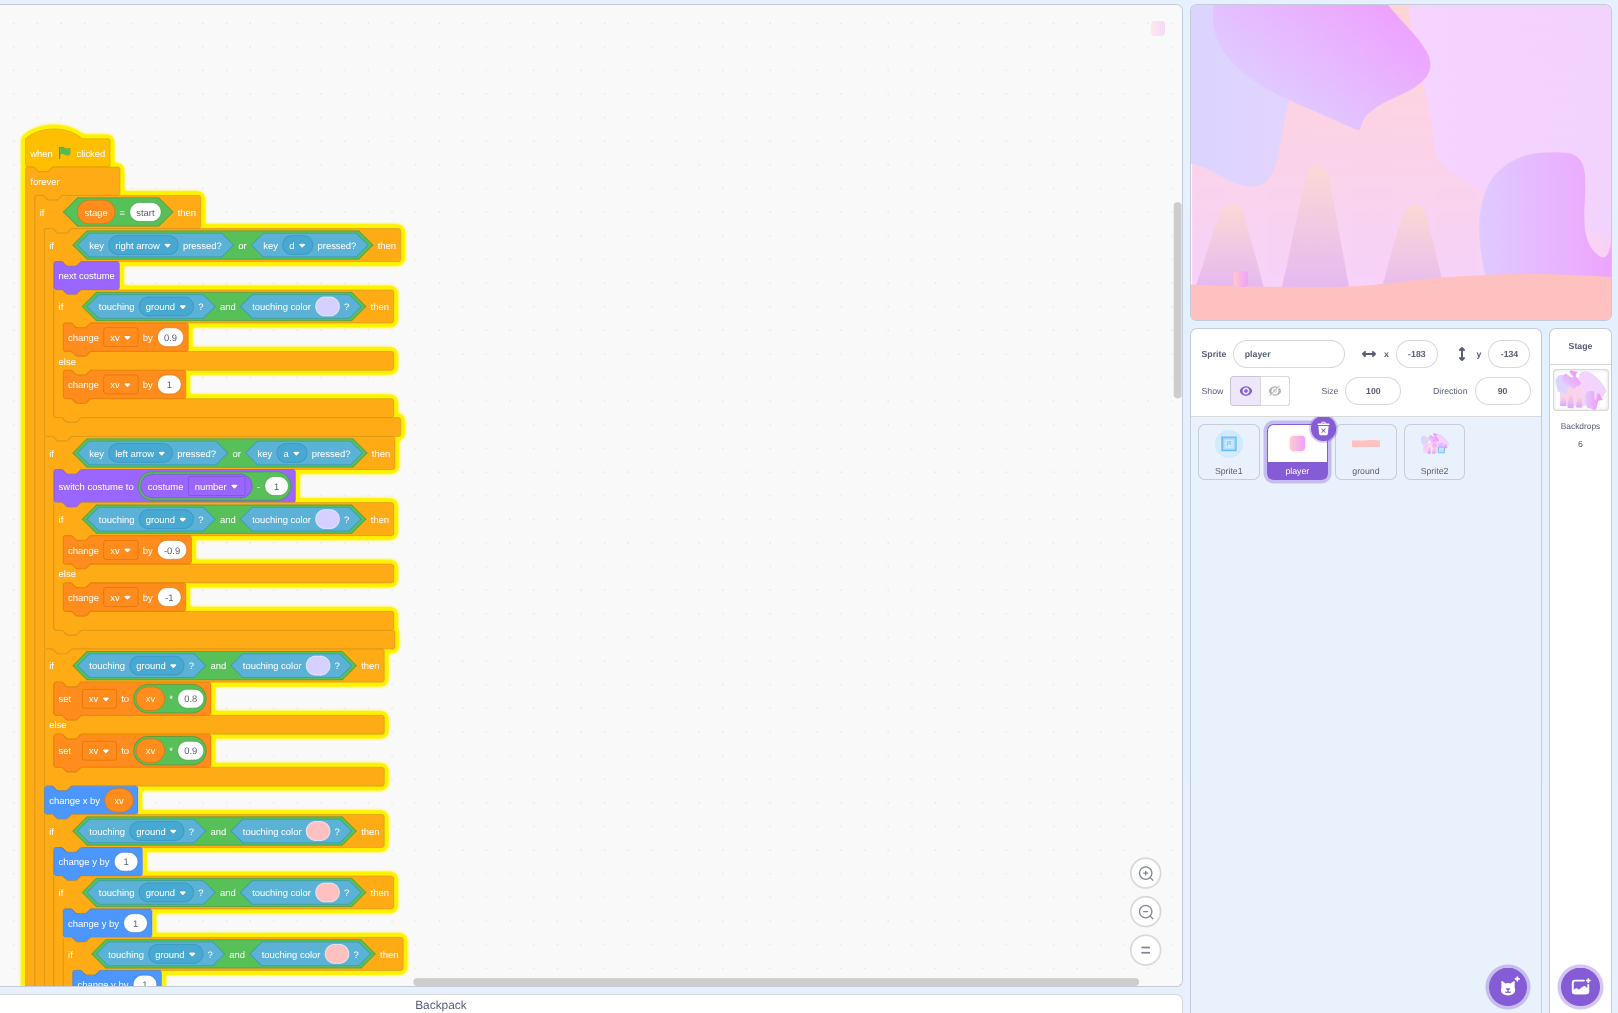 when clicked
forever
if stage = start then
if key right arrow pressed? or key d pressed? then
next costume
if touching ground ? and touching color ? then
change xv by 0.9
else
change xv by 1
if key left arrow pressed? or key a pressed? then
switch costume to costume number - 1
if touching ground ? and touching color ? then
change xv by -0.9
else
change xv by -1
if touching ground ? and touching color ? then
set xv to xv * 0.8
else
set xv to xv * 0.9
change x by xv
if touching ground ? and touching color ? then
change y by 1
if touching ground ? and touching color ? then
change y by 1
if touching ground ? and touching color ? then
change y by 1
Backpack
Sprite player x -183 y -134
Show Size 100 Direction 90
Sprite1 player ground Sprite2
Stage
Backdrops
6